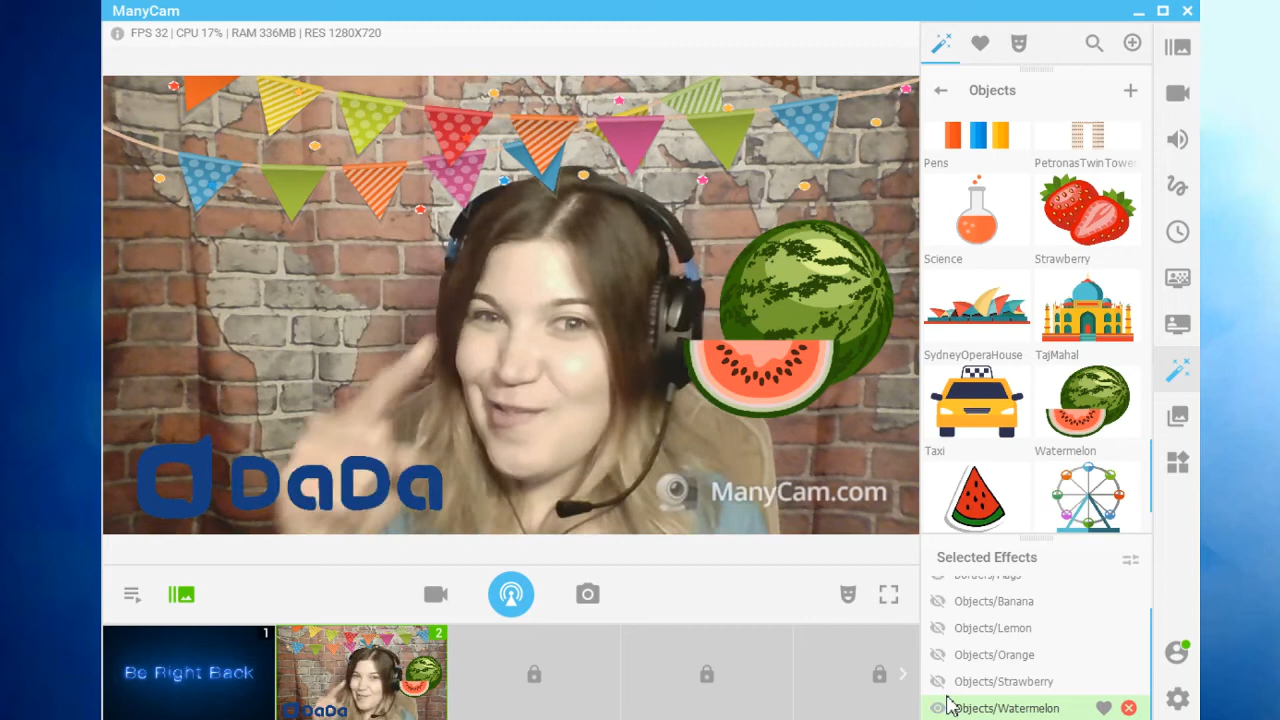 ManyCam
FPS 32 | CPU 17% | RAM 336MB | RES 1280X720
Objects
Pens
PetronasTwinTower
Science
Strawberry
SydneyOperaHouse
TajMahal
Taxi
Watermelon
DaDa
ManyCam.com
Selected Effects
Borders/Flags
Objects/Banana
Objects/Lemon
Objects/Orange
Objects/Strawberry
Objects/Watermelon
1
Be Right Back
2
DaDa